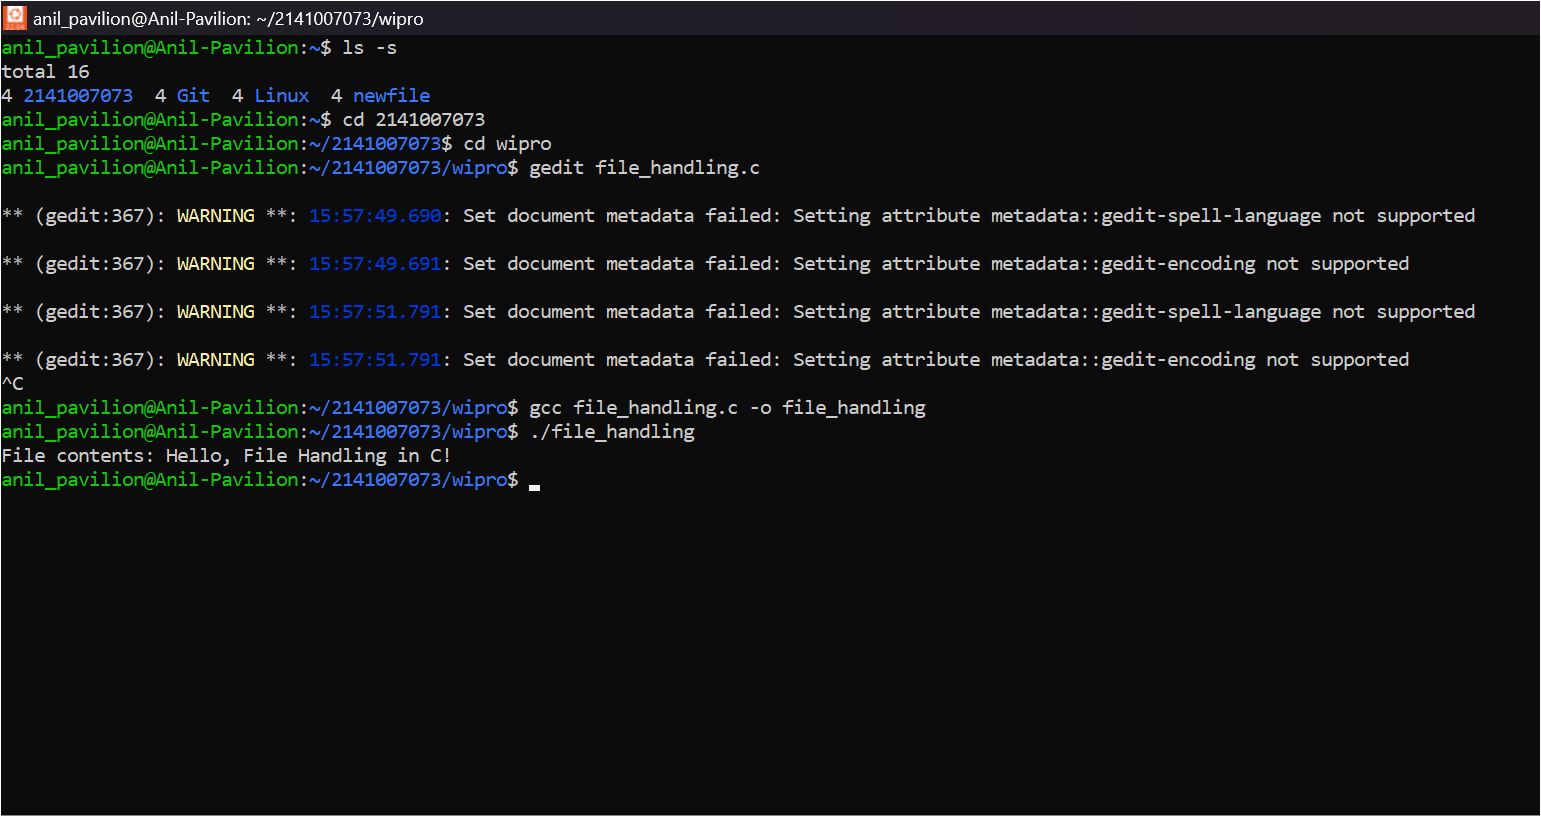 anil_pavilion@Anil-Pavilion: ~/2141007073/wipro
anil_pavilion@Anil-Pavilion:~$ ls -s
total 16
4 2141007073  4 Git  4 Linux  4 newfile
anil_pavilion@Anil-Pavilion:~$ cd 2141007073
anil_pavilion@Anil-Pavilion:~/2141007073$ cd wipro
anil_pavilion@Anil-Pavilion:~/2141007073/wipro$ gedit file_handling.c
** (gedit:367): WARNING **: 15:57:49.690: Set document metadata failed: Setting attribute metadata::gedit-spell-language not supported
** (gedit:367): WARNING **: 15:57:49.691: Set document metadata failed: Setting attribute metadata::gedit-encoding not supported
** (gedit:367): WARNING **: 15:57:51.791: Set document metadata failed: Setting attribute metadata::gedit-spell-language not supported
** (gedit:367): WARNING **: 15:57:51.791: Set document metadata failed: Setting attribute metadata::gedit-encoding not supported
^C
anil_pavilion@Anil-Pavilion:~/2141007073/wipro$ gcc file_handling.c -o file_handling
anil_pavilion@Anil-Pavilion:~/2141007073/wipro$ ./file_handling
File contents: Hello, File Handling in C!
anil_pavilion@Anil-Pavilion:~/2141007073/wipro$